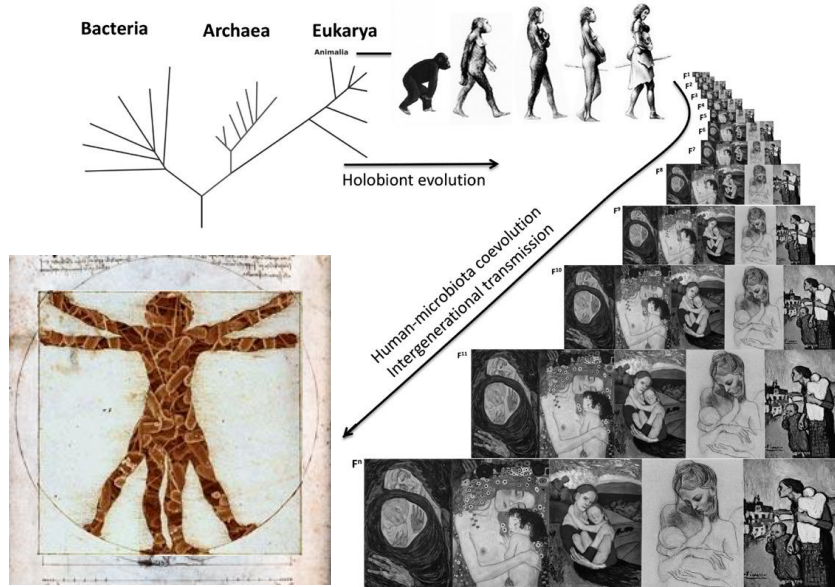 Bacteria
Archaea
Eukarya
Animalia
Holobiont evolution
Human-microbiota coevolution
Intergenerational transmission
F¹
F²
F³
F⁴
F⁵
F⁶
F⁷
F⁸
F⁹
F¹⁰
F¹¹
Fⁿ